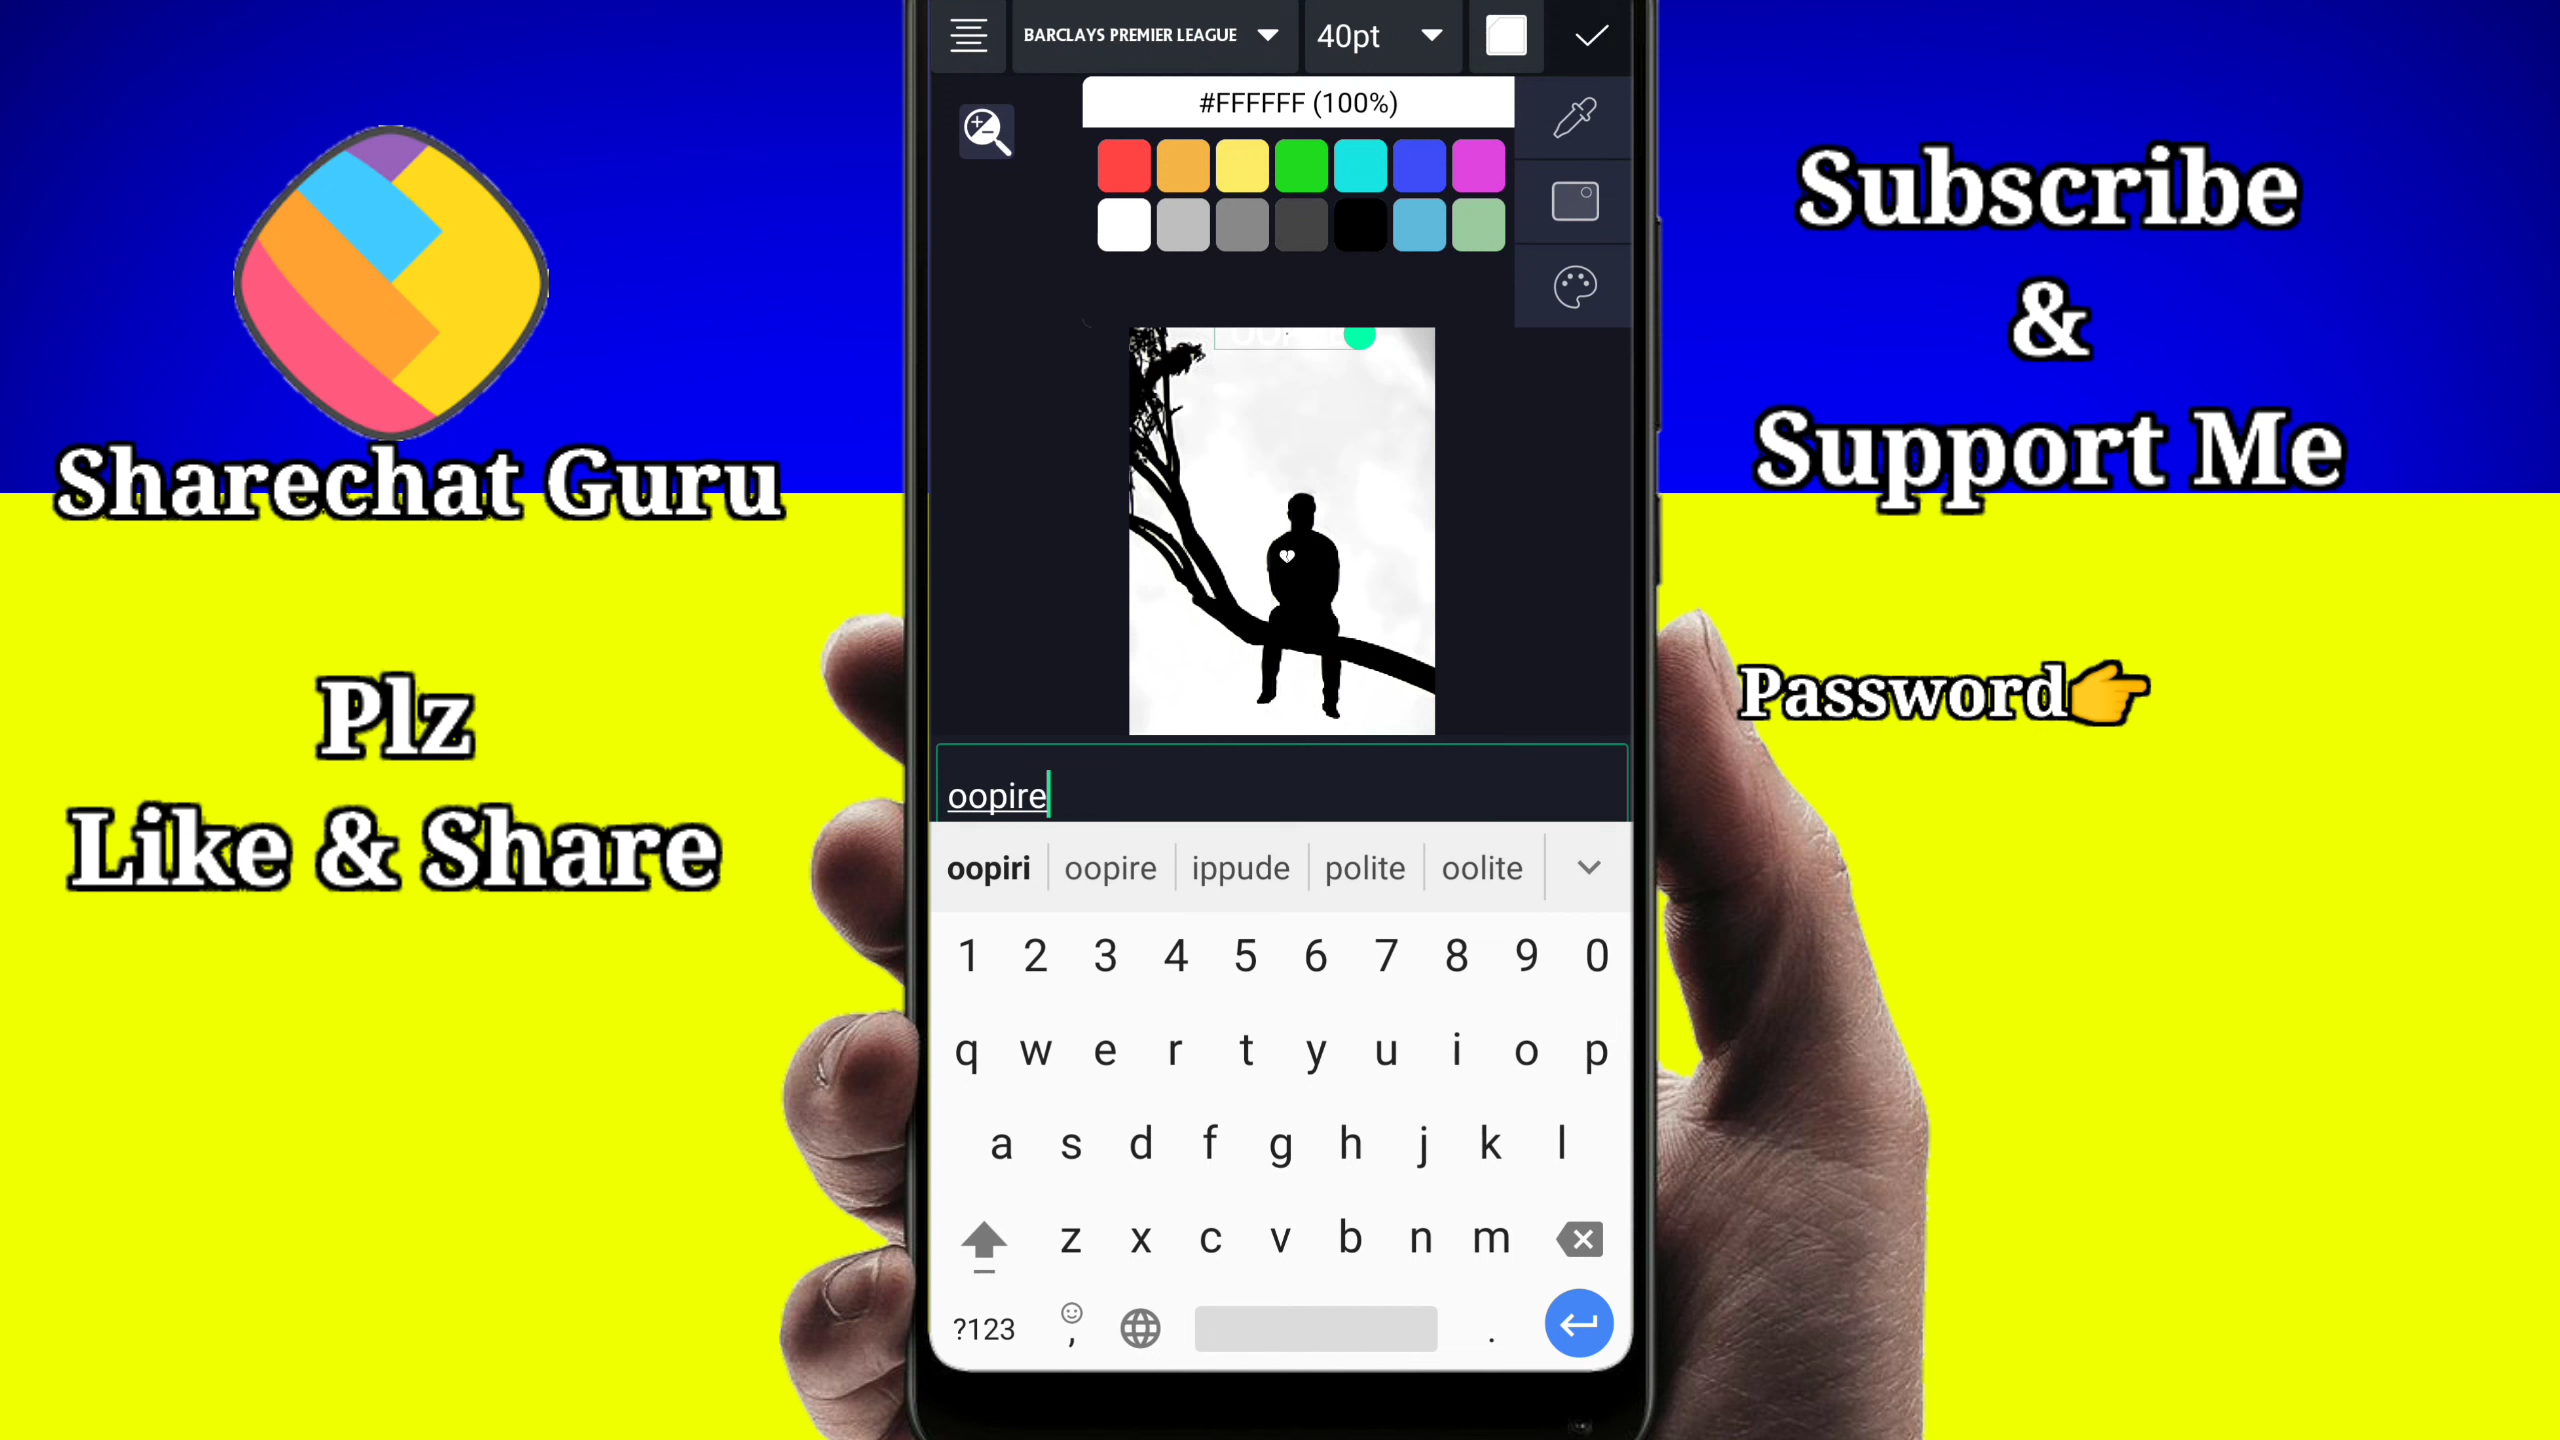 BARCLAYS PREMIER LEAGUE 40pt
#FFFFFF (100%)
Subscribe
&
Support Me
Sharechat Guru
Plz
Like & Share
Password👉
oopire
oopiri oopire ippude polite oolite
1 2 3 4 5 6 7 8 9 0
q w e r t y u i o p
a s d f g h j k l
z x c v b n m
?123 , .